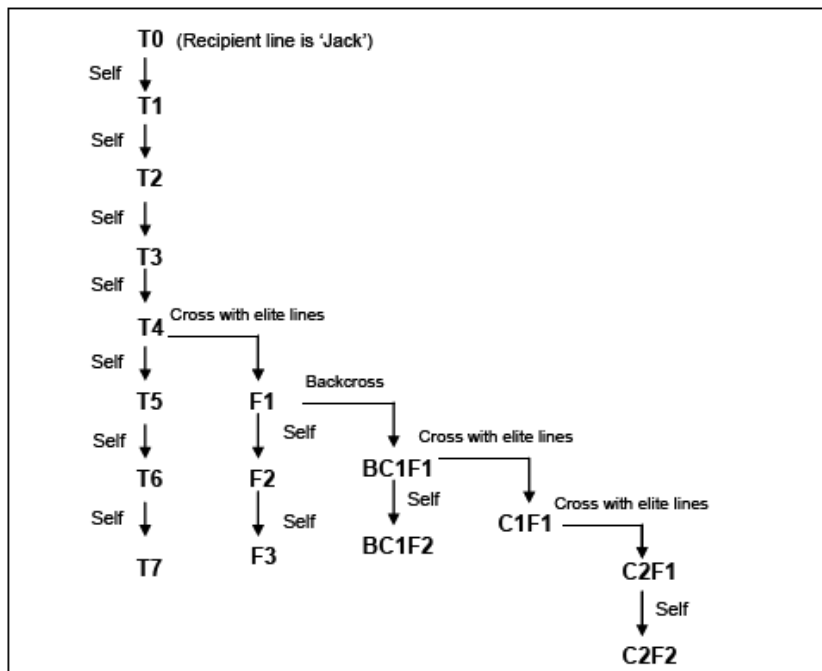 T0 (Recipient line is ‘Jack’)
Self
T1
Self
T2
Self
T3
Self
T4
Cross with elite lines
Self
T5
F1
Backcross
Self
Self
T6
F2
BC1F1
Cross with elite lines
Self
Self
Self
T7
F3
BC1F2
C1F1
Cross with elite lines
C2F1
Self
C2F2